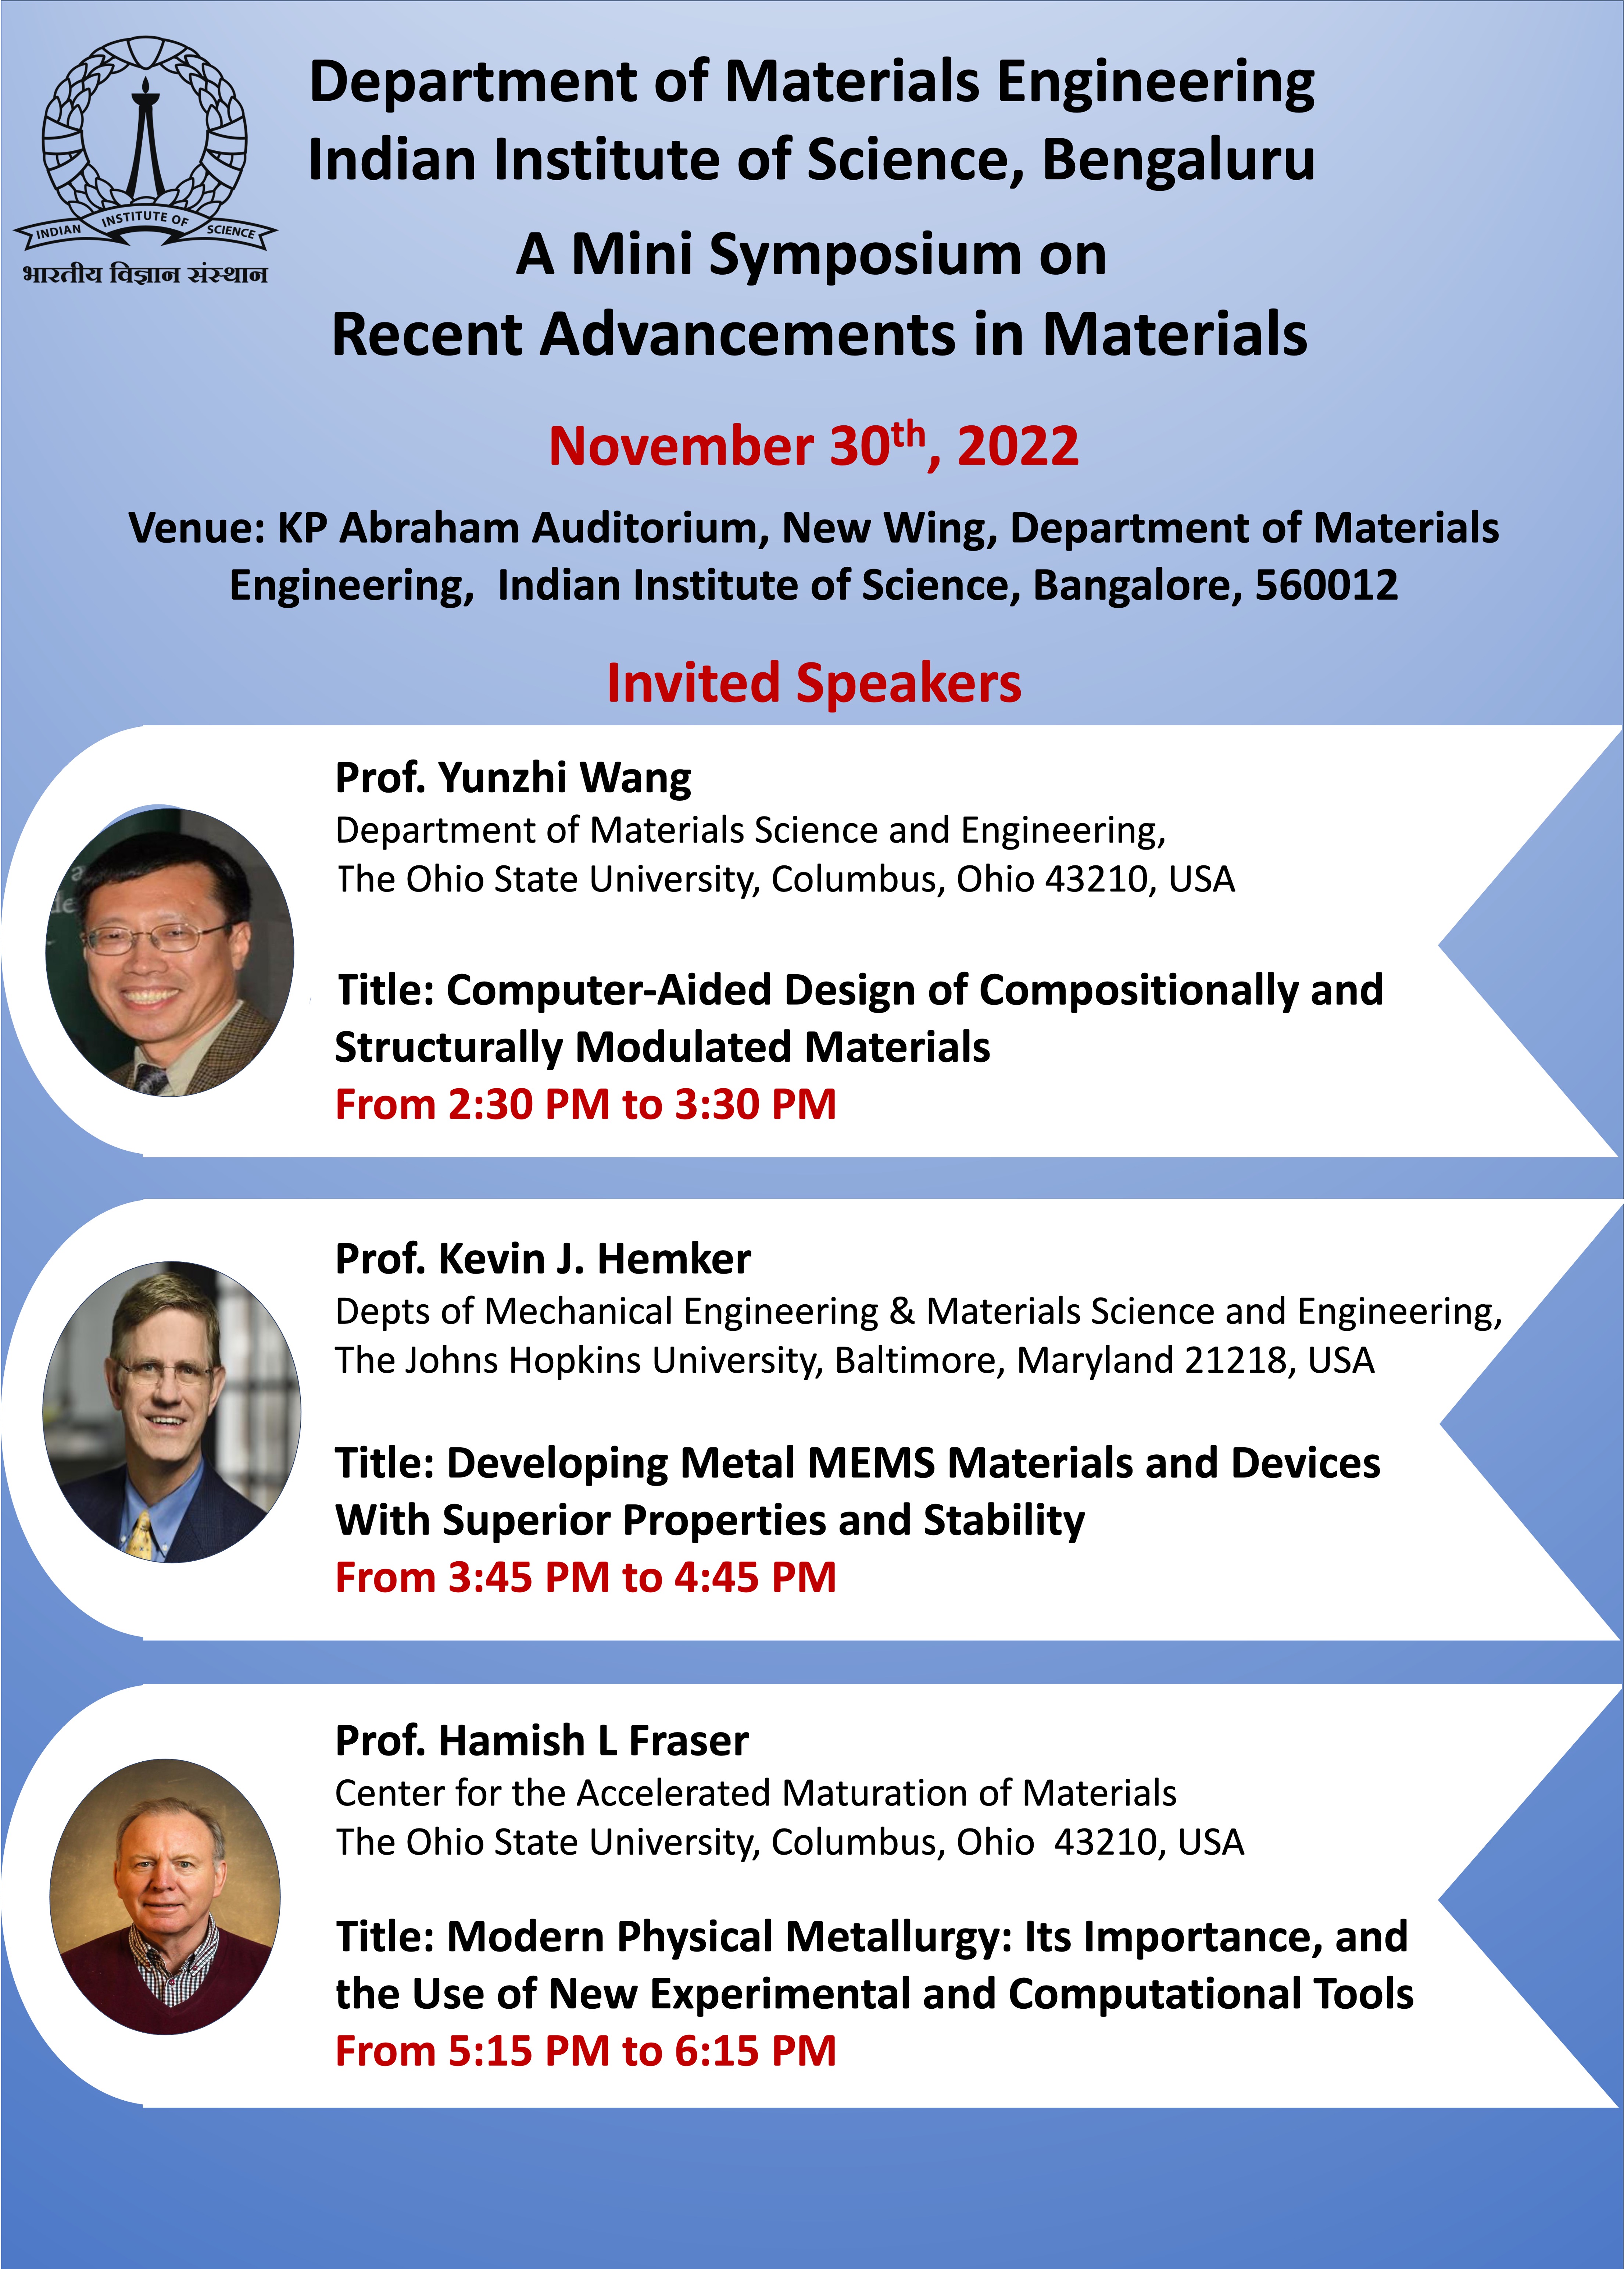 Department of Materials Engineering
Indian Institute of Science, Bengaluru
INDIAN INSTITUTE OF SCIENCE
भारतीय विज्ञान संस्थान
A Mini Symposium on
Recent Advancements in Materials
November 30th, 2022
Venue: KP Abraham Auditorium, New Wing, Department of Materials
Engineering, Indian Institute of Science, Bangalore, 560012
Invited Speakers
Prof. Yunzhi Wang
Department of Materials Science and Engineering,
The Ohio State University, Columbus, Ohio 43210, USA
Title: Computer-Aided Design of Compositionally and
Structurally Modulated Materials
From 2:30 PM to 3:30 PM
Prof. Kevin J. Hemker
Depts of Mechanical Engineering & Materials Science and Engineering,
The Johns Hopkins University, Baltimore, Maryland 21218, USA
Title: Developing Metal MEMS Materials and Devices
With Superior Properties and Stability
From 3:45 PM to 4:45 PM
Prof. Hamish L Fraser
Center for the Accelerated Maturation of Materials
The Ohio State University, Columbus, Ohio 43210, USA
Title: Modern Physical Metallurgy: Its Importance, and
the Use of New Experimental and Computational Tools
From 5:15 PM to 6:15 PM